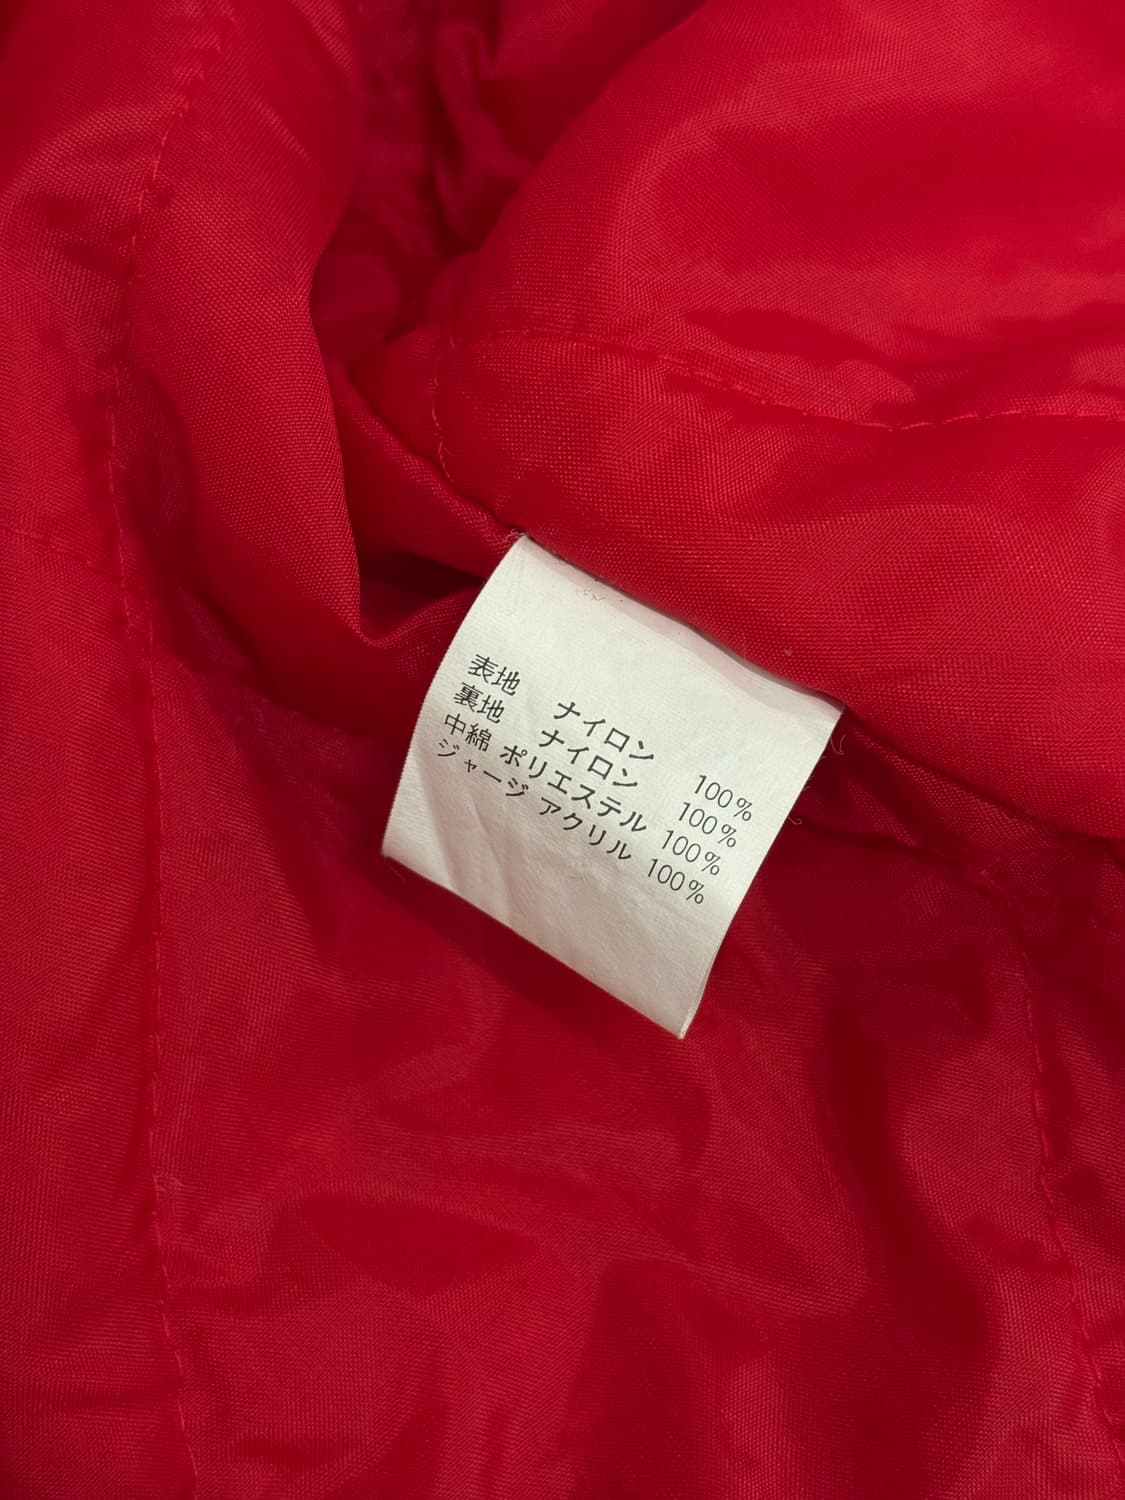 表地 ナイロン 100%
裏地 ナイロン 100%
中綿 ポリエステル 100%
ジャージ アクリル 100%